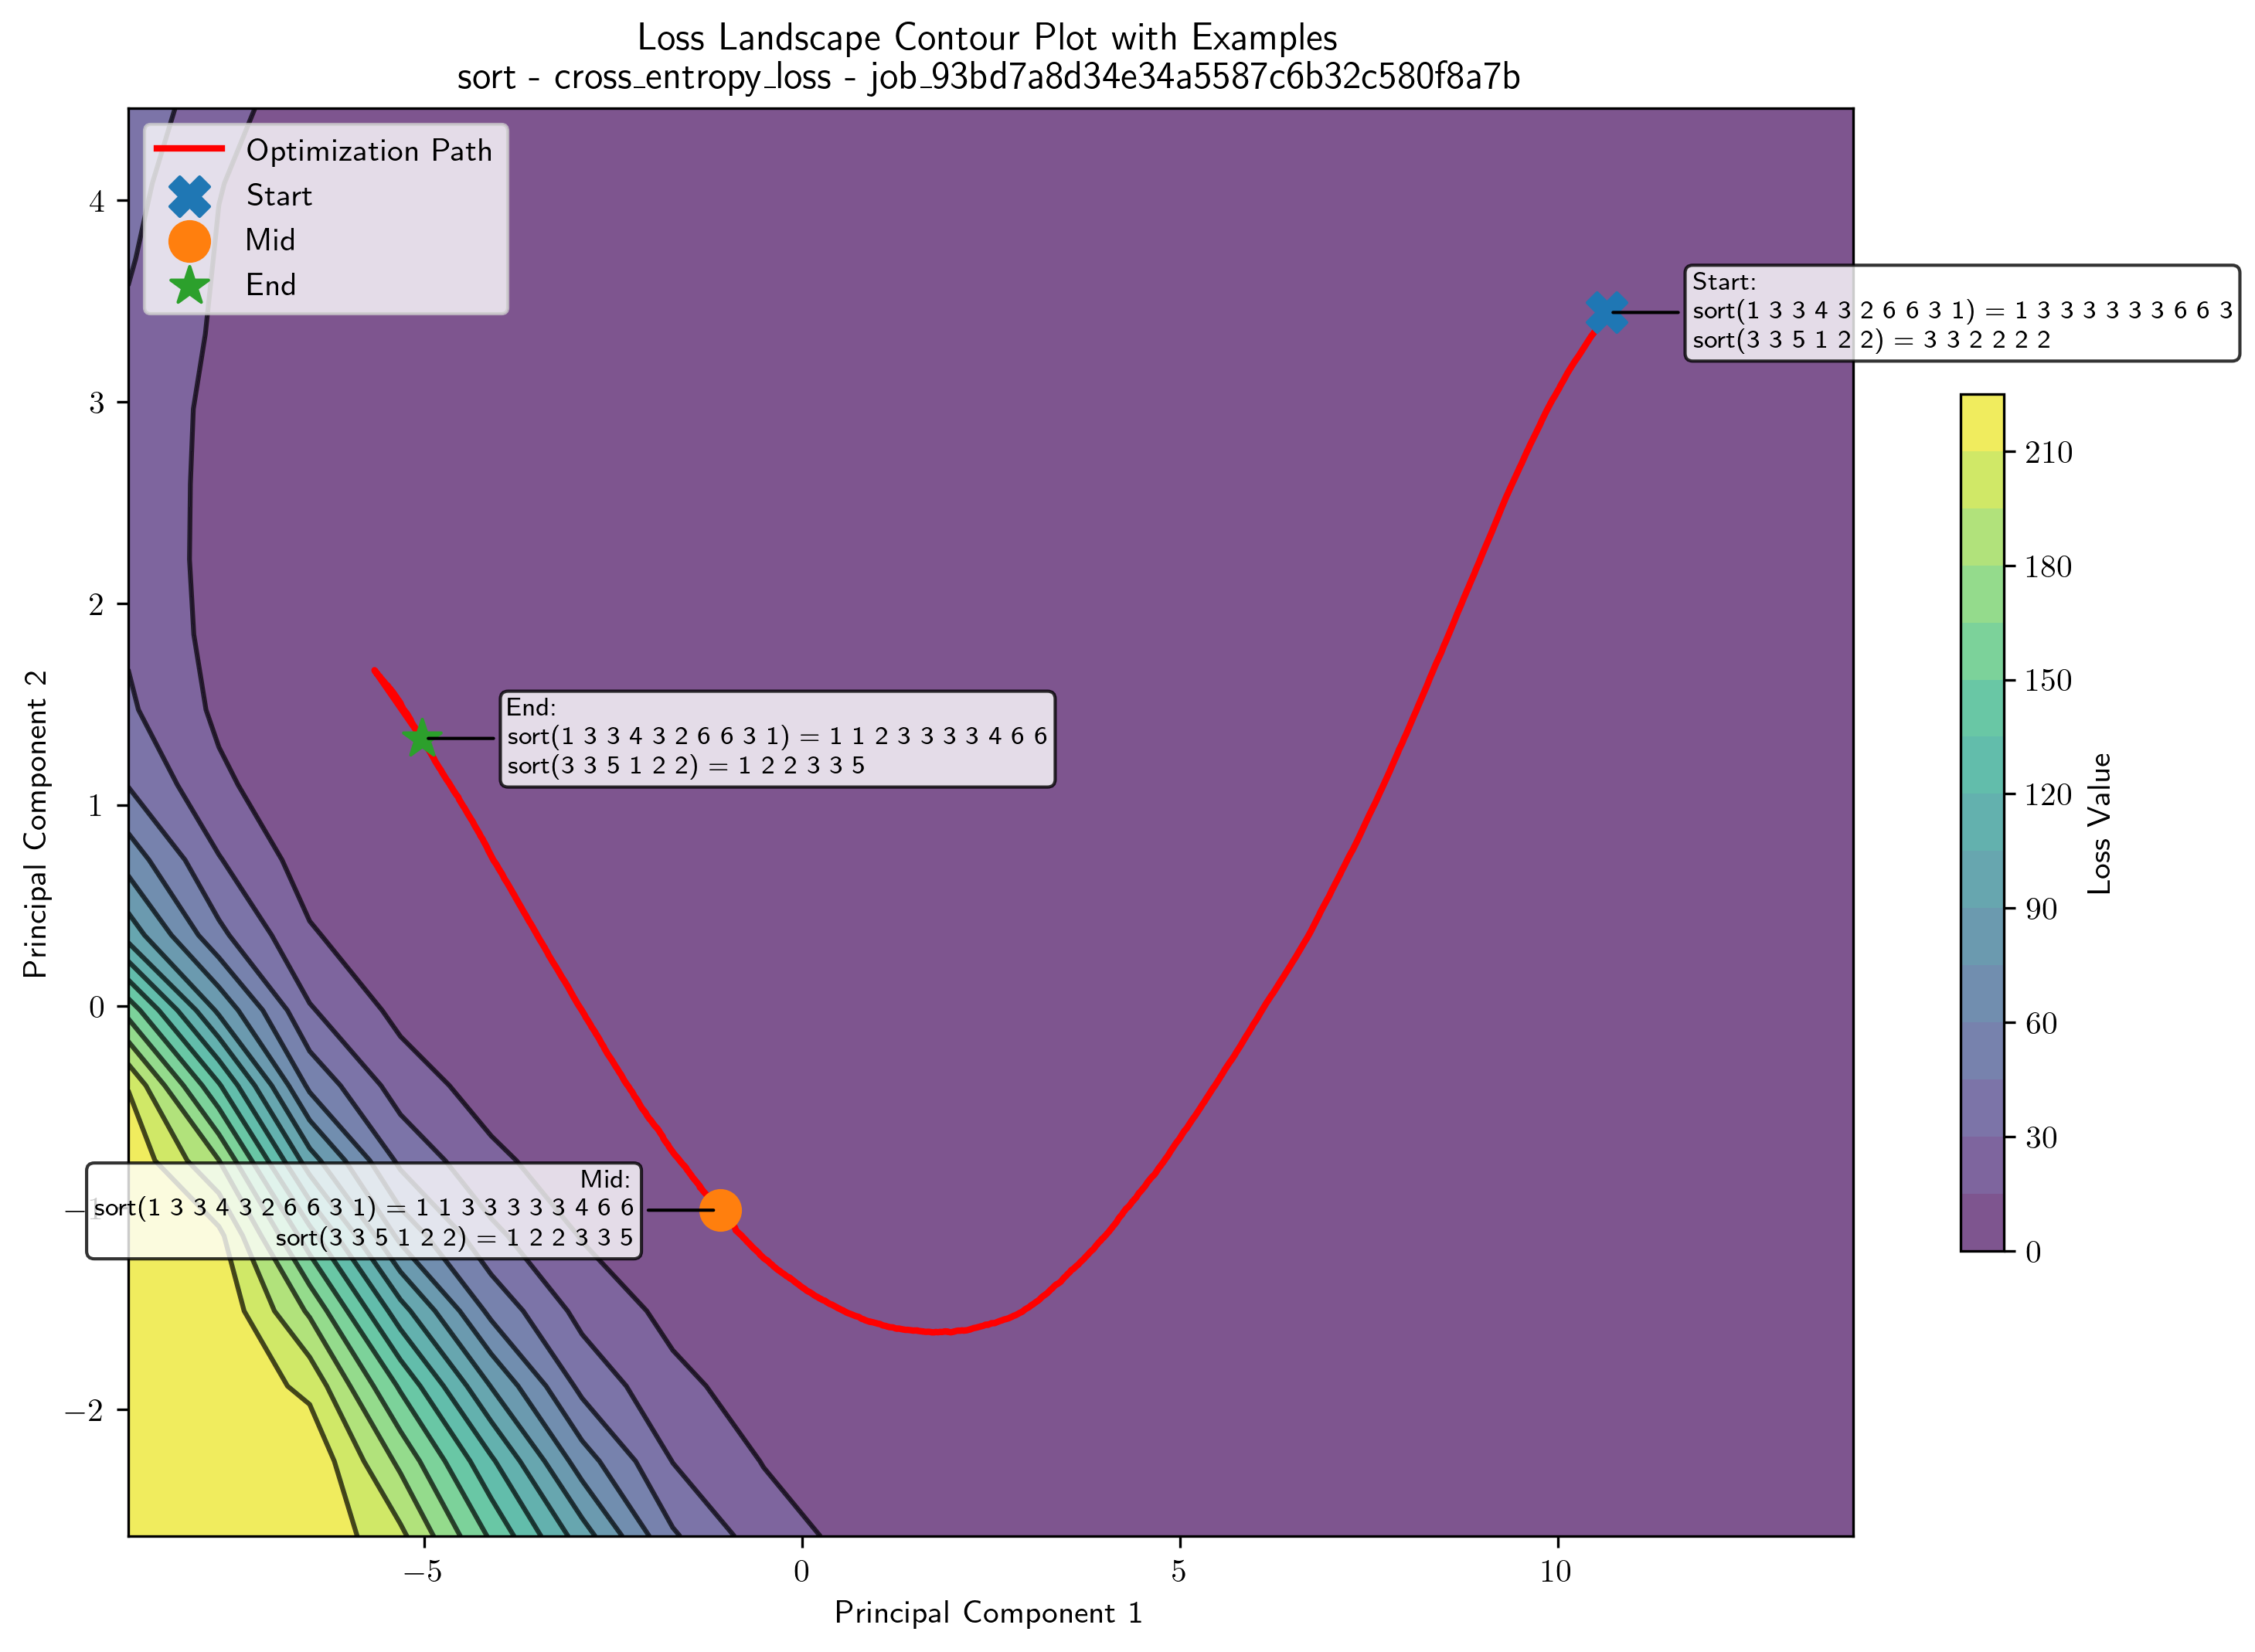 Loss Landscape Contour Plot with Examples
sort - cross_entropy_loss - job_93bd7a8d34e34a5587c6b32c580f8a7b
Optimization Path
Start
Mid
End
Start:
sort(1 3 3 4 3 2 6 6 3 1) = 1 3 3 3 3 3 3 6 6 3
sort(3 3 5 1 2 2) = 3 3 2 2 2 2
End:
sort(1 3 3 4 3 2 6 6 3 1) = 1 1 2 3 3 3 3 4 6 6
sort(3 3 5 1 2 2) = 1 2 2 3 3 5
Mid:
sort(1 3 3 4 3 2 6 6 3 1) = 1 1 3 3 3 3 3 4 6 6
sort(3 3 5 1 2 2) = 1 2 2 3 3 5
4
3
2
1
0
−1
−2
Principal Component 2
−5
0
5
10
Principal Component 1
210
180
150
120
90
60
30
0
Loss Value